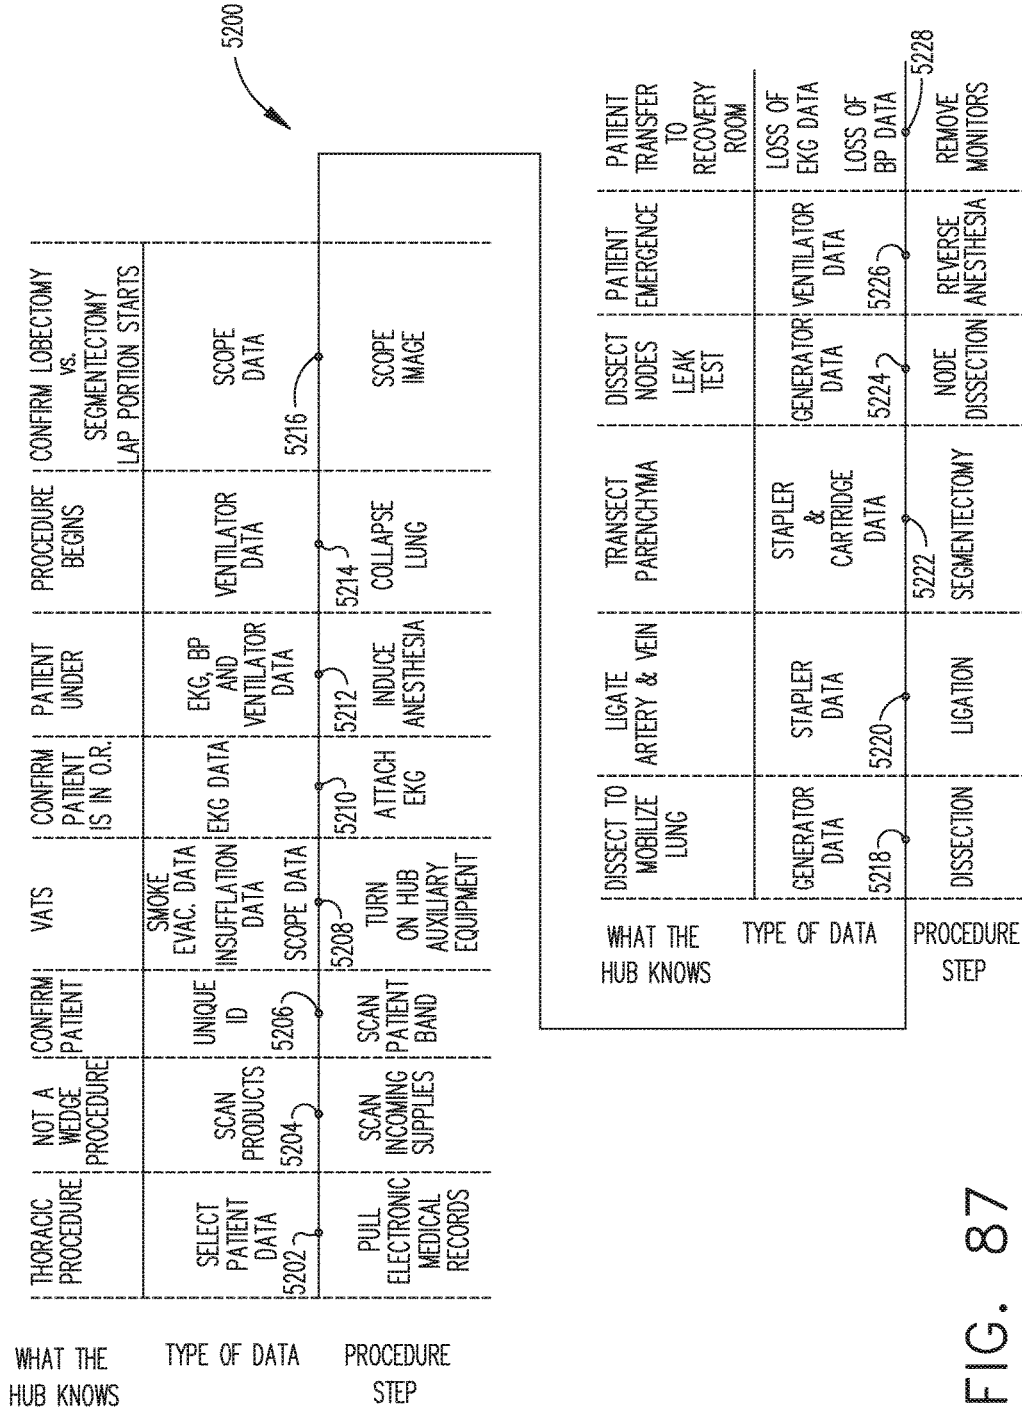 5200
WHAT THE
HUB KNOWS
THORACIC
PROCEDURE
NOT A
WEDGE
PROCEDURE
CONFIRM
PATIENT
VATS
CONFIRM
PATIENT
IS IN O.R.
PATIENT
UNDER
PROCEDURE
BEGINS
CONFIRM LOBECTOMY
vs.
SEGMENTECTOMY
LAP PORTION STARTS
TYPE OF DATA
SELECT
PATIENT
DATA
5202
SCAN
PRODUCTS
5204
UNIQUE
ID
5206
SMOKE
EVAC. DATA
INSUFFLATION
DATA
SCOPE DATA
5208
EKG DATA
5210
EKG, BP
AND
VENTILATOR
DATA
5212
VENTILATOR
DATA
5214
SCOPE
DATA
5216
PROCEDURE
STEP
PULL
ELECTRONIC
MEDICAL
RECORDS
SCAN
INCOMING
SUPPLIES
SCAN
PATIENT
BAND
TURN
ON HUB
AUXILIARY
EQUIPMENT
ATTACH
EKG
INDUCE
ANESTHESIA
COLLAPSE
LUNG
SCOPE
IMAGE
WHAT THE
HUB KNOWS
DISSECT TO
MOBILIZE
LUNG
LIGATE
ARTERY & VEIN
TRANSECT
PARENCHYMA
DISSECT
NODES
LEAK
TEST
PATIENT
EMERGENCE
PATIENT
TRANSFER
TO
RECOVERY
ROOM
TYPE OF DATA
GENERATOR
DATA
5218
STAPLER
DATA
5220
STAPLER
&
CARTRIDGE
DATA
5222
GENERATOR
DATA
5224
VENTILATOR
DATA
5226
LOSS OF
EKG DATA
LOSS OF
BP DATA
5228
PROCEDURE
STEP
DISSECTION
LIGATION
SEGMENTECTOMY
NODE
DISSECTION
REVERSE
ANESTHESIA
REMOVE
MONITORS
FIG. 87